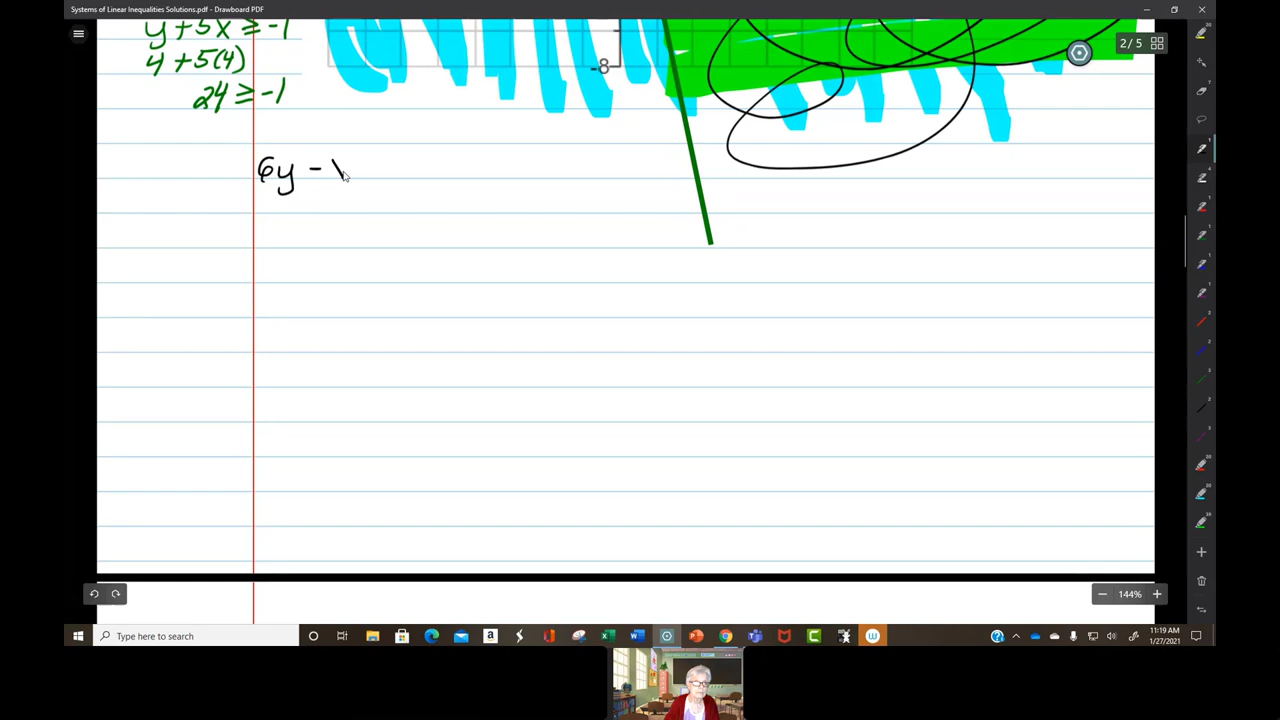 Systems of Linear Inequalities Solutions.pdf - Drawboard PDF
y + 5x ≥ -1
4 + 5(4)
24 ≥ -1
-8
2/5
6y - \
144%
Type here to search
11:19 AM
1/27/2021